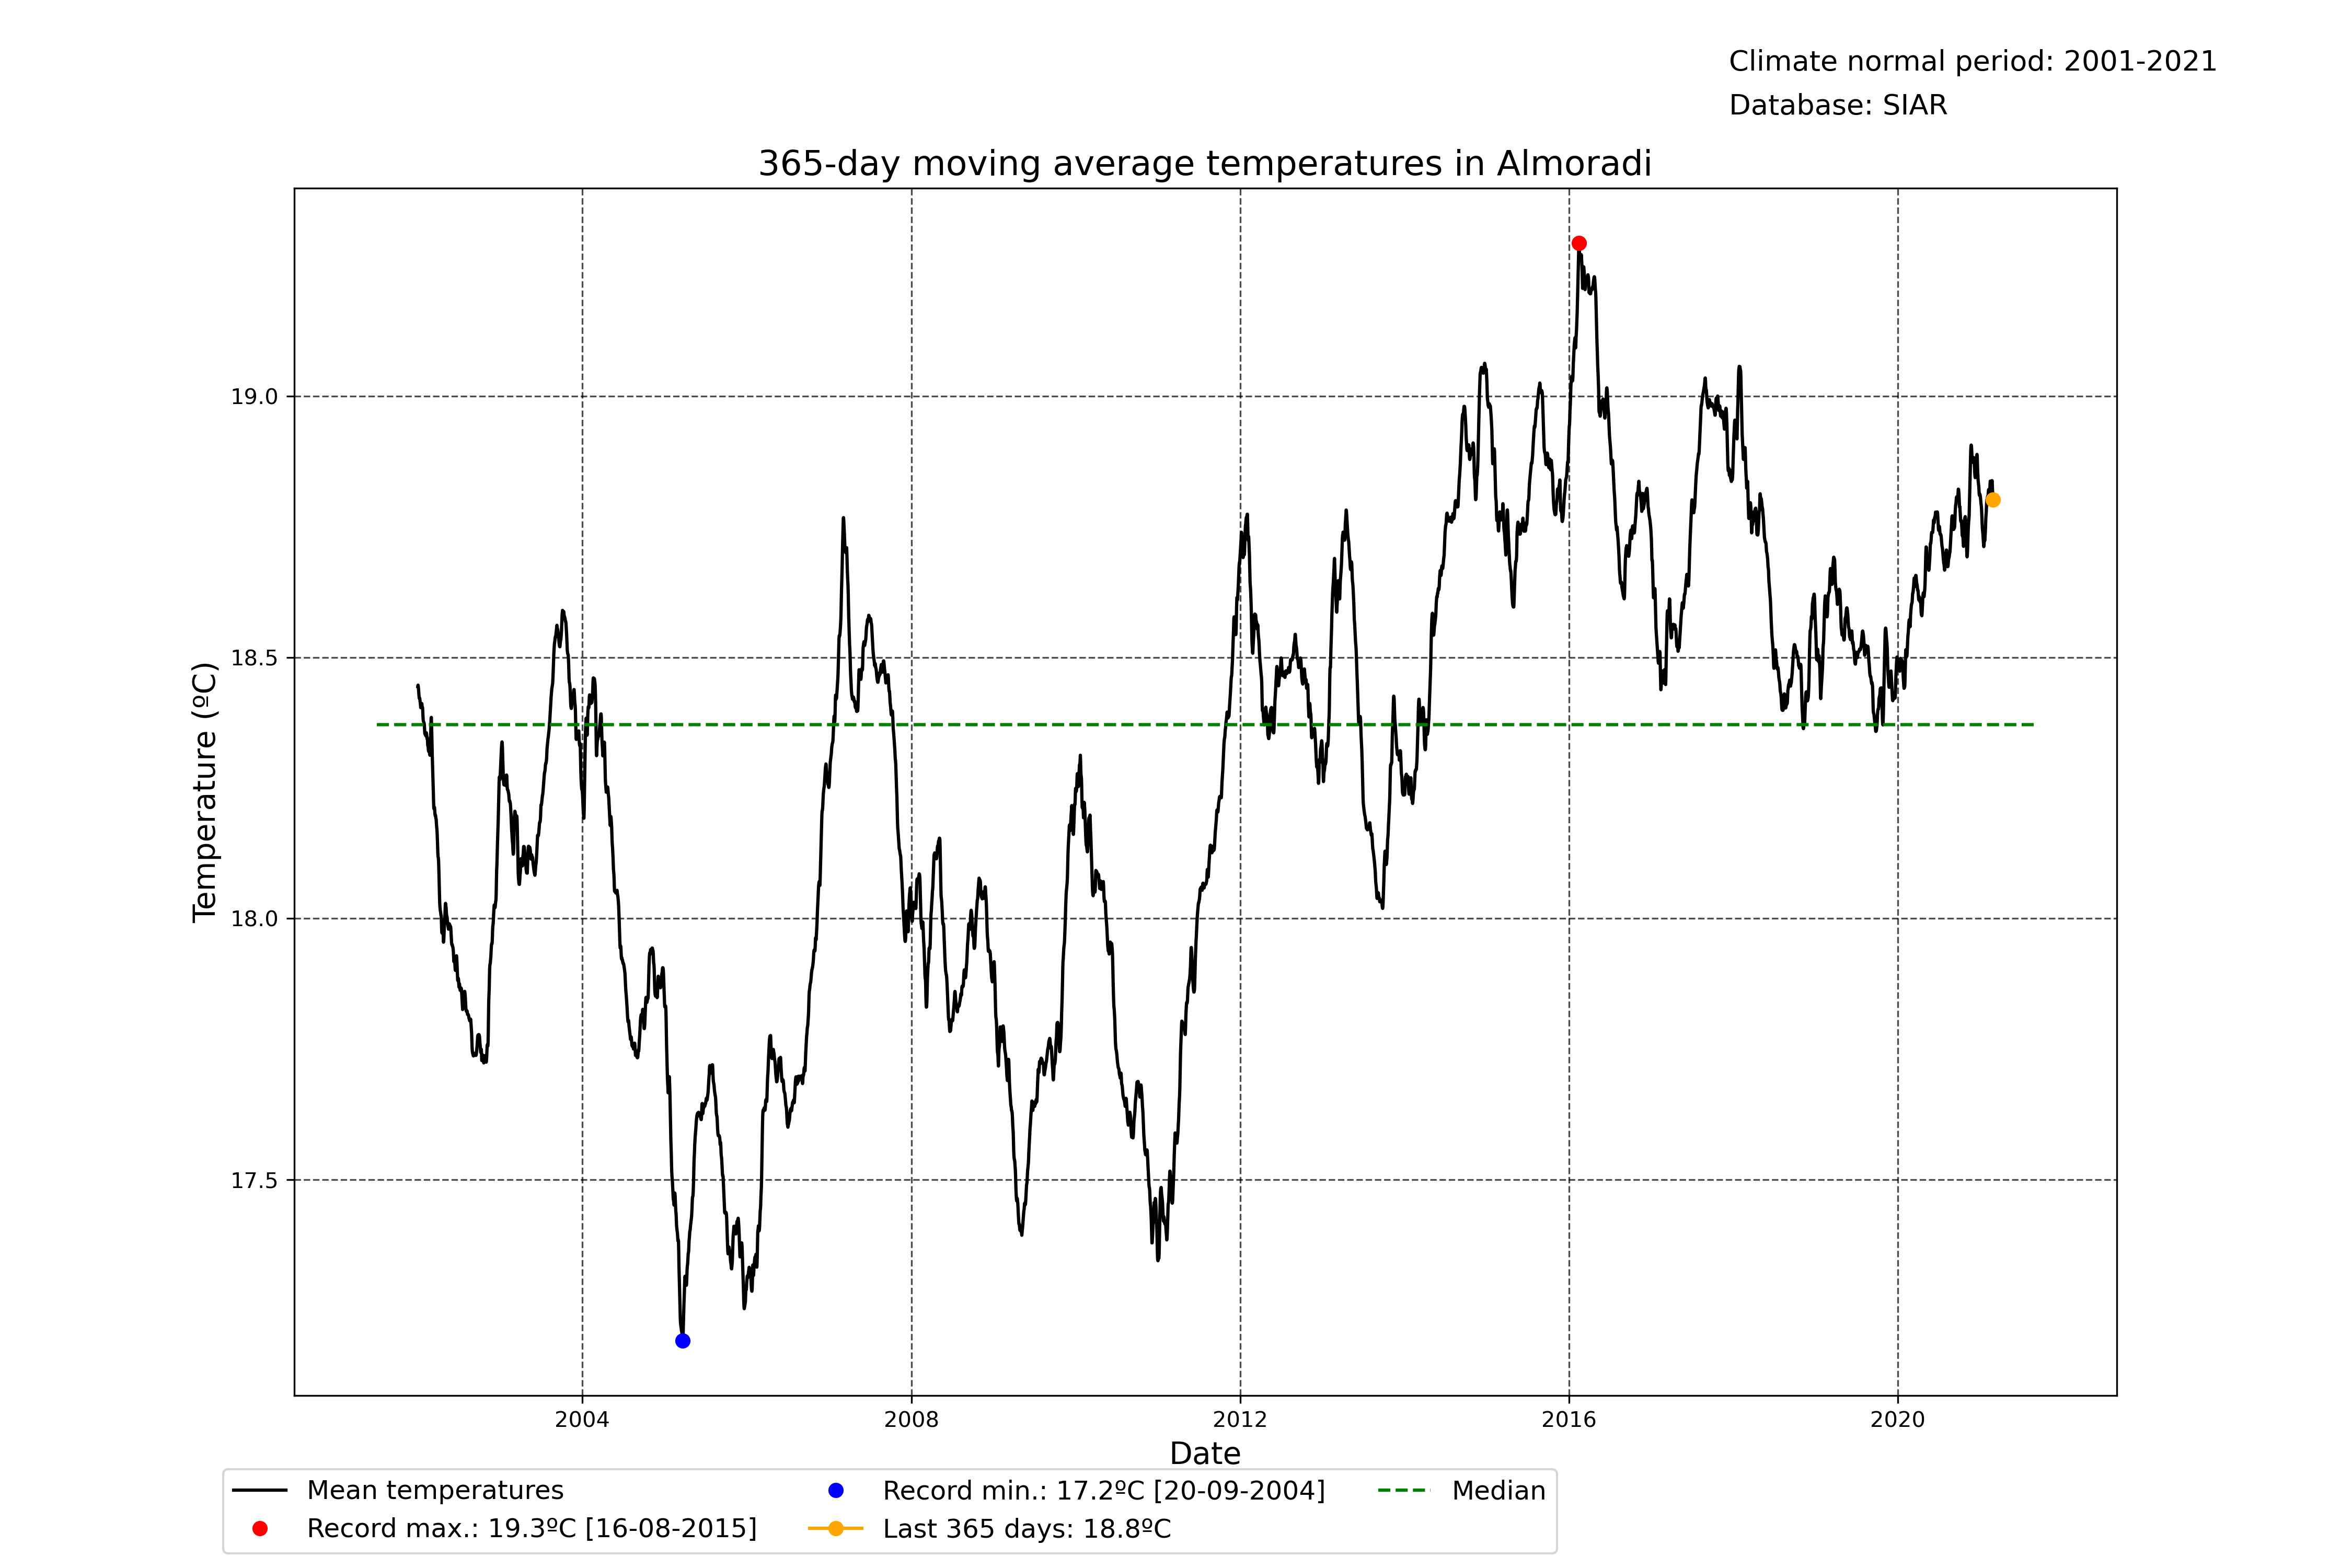 Climate normal period: 2001-2021
Database: SIAR
365-day moving average temperatures in Almoradi
19.0
18.5
18.0
17.5
Temperature (ºC)
2004 2008 2012 2016 2020
Date
Mean temperatures
Record max.: 19.3ºC [16-08-2015]
Record min.: 17.2ºC [20-09-2004]
Last 365 days: 18.8ºC
Median